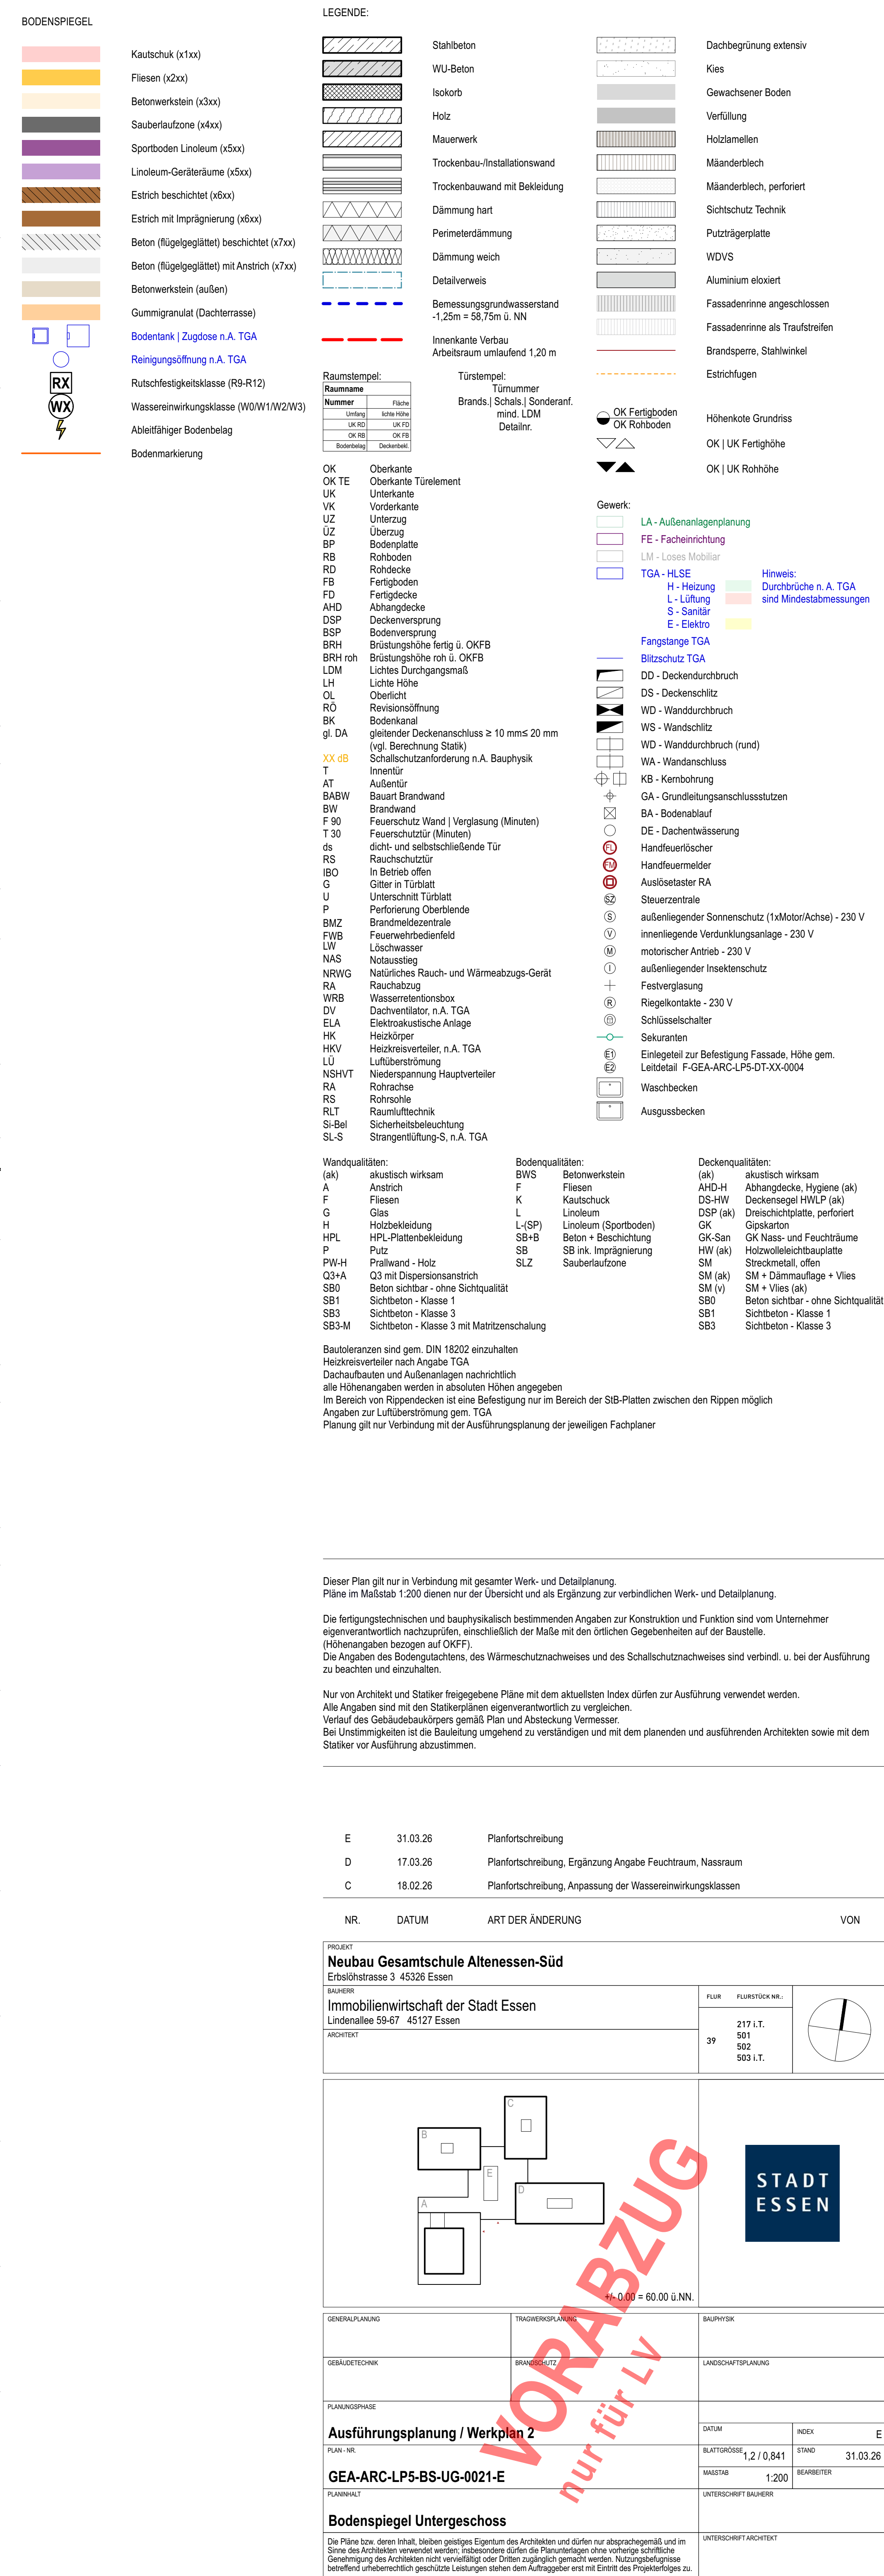 BODENSPIEGEL
Kautschuk (x1xx)
Fliesen (x2xx)
Betonwerkstein (x3xx)
Sauberlaufzone (x4xx)
Sportboden Linoleum (x5xx)
Linoleum-Geräteräume (x5xx)
Estrich beschichtet (x6xx)
Estrich mit Imprägnierung (x6xx)
Beton (flügelgeglättet) beschichtet (x7xx)
Beton (flügelgeglättet) mit Anstrich (x7xx)
Betonwerkstein (außen)
Gummigranulat (Dachterrasse)
Bodentank | Zugdose n.A. TGA
Reinigungsöffnung n.A. TGA
RX Rutschfestigkeitsklasse (R9-R12)
WX Wassereinwirkungsklasse (W0/W1/W2/W3)
Ableitfähiger Bodenbelag
Bodenmarkierung
LEGENDE:
Stahlbeton
WU-Beton
Isokorb
Holz
Mauerwerk
Trockenbau-/Installationswand
Trockenbauwand mit Bekleidung
Dämmung hart
Perimeterdämmung
Dämmung weich
Detailverweis
Bemessungsgrundwasserstand
-1,25m = 58,75m ü. NN
Innenkante Verbau
Arbeitsraum umlaufend 1,20 m
Dachbegrünung extensiv
Kies
Gewachsener Boden
Verfüllung
Holzlamellen
Mäanderblech
Mäanderblech, perforiert
Sichtschutz Technik
Putzträgerplatte
WDVS
Aluminium eloxiert
Fassadenrinne angeschlossen
Fassadenrinne als Traufstreifen
Brandsperre, Stahlwinkel
Estrichfugen
Raumstempel:
Raumname
Nummer Fläche
Umfang lichte Höhe
UK RD UK FD
OK RB OK FB
Bodenbelag Deckenbekl.
Türstempel:
Türnummer
Brands.| Schals.| Sonderanf.
mind. LDM
Detailnr.
OK Fertigboden
OK Rohboden
Höhenkote Grundriss
OK | UK Fertighöhe
OK | UK Rohhöhe
OK Oberkante
OK TE Oberkante Türelement
UK Unterkante
VK Vorderkante
UZ Unterzug
ÜZ Überzug
BP Bodenplatte
RB Rohboden
RD Rohdecke
FB Fertigboden
FD Fertigdecke
AHD Abhangdecke
DSP Deckenversprung
BSP Bodenversprung
BRH Brüstungshöhe fertig ü. OKFB
BRH roh Brüstungshöhe roh ü. OKFB
LDM Lichtes Durchgangsmaß
LH Lichte Höhe
OL Oberlicht
RÖ Revisionsöffnung
BK Bodenkanal
gl. DA gleitender Deckenanschluss ≥ 10 mm≤ 20 mm
(vgl. Berechnung Statik)
XX dB Schallschutzanforderung n.A. Bauphysik
T Innentür
AT Außentür
BABW Bauart Brandwand
BW Brandwand
F 90 Feuerschutz Wand | Verglasung (Minuten)
T 30 Feuerschutztür (Minuten)
ds dicht- und selbstschließende Tür
RS Rauchschutztür
IBO In Betrieb offen
G Gitter in Türblatt
U Unterschnitt Türblatt
P Perforierung Oberblende
BMZ Brandmeldezentrale
FWB Feuerwehrbedienfeld
LW Löschwasser
NAS Notausstieg
NRWG Natürliches Rauch- und Wärmeabzugs-Gerät
RA Rauchabzug
WRB Wasserretentionsbox
DV Dachventilator, n.A. TGA
ELA Elektroakustische Anlage
HK Heizkörper
HKV Heizkreisverteiler, n.A. TGA
LÜ Luftüberströmung
NSHVT Niederspannung Hauptverteiler
RA Rohrachse
RS Rohrsohle
RLT Raumlufttechnik
Si-Bel Sicherheitsbeleuchtung
SL-S Strangentlüftung-S, n.A. TGA
Gewerk:
LA - Außenanlagenplanung
FE - Facheinrichtung
LM - Loses Mobiliar
TGA - HLSE
H - Heizung
L - Lüftung
S - Sanitär
E - Elektro
Hinweis:
Durchbrüche n. A. TGA
sind Mindestabmessungen
Fangstange TGA
Blitzschutz TGA
DD - Deckendurchbruch
DS - Deckenschlitz
WD - Wanddurchbruch
WS - Wandschlitz
WD - Wanddurchbruch (rund)
WA - Wandanschluss
KB - Kernbohrung
GA - Grundleitungsanschlussstutzen
BA - Bodenablauf
DE - Dachentwässerung
FL Handfeuerlöscher
FM Handfeuermelder
Auslösetaster RA
SZ Steuerzentrale
S außenliegender Sonnenschutz (1xMotor/Achse) - 230 V
V innenliegende Verdunklungsanlage - 230 V
M motorischer Antrieb - 230 V
I außenliegender Insektenschutz
Festverglasung
R Riegelkontakte - 230 V
Schlüsselschalter
Sekuranten
E1 Einlegeteil zur Befestigung Fassade, Höhe gem.
E2 Leitdetail F-GEA-ARC-LP5-DT-XX-0004
Waschbecken
Ausgussbecken
Wandqualitäten:
(ak) akustisch wirksam
A Anstrich
F Fliesen
G Glas
H Holzbekleidung
HPL HPL-Plattenbekleidung
P Putz
PW-H Prallwand - Holz
Q3+A Q3 mit Dispersionsanstrich
SB0 Beton sichtbar - ohne Sichtqualität
SB1 Sichtbeton - Klasse 1
SB3 Sichtbeton - Klasse 3
SB3-M Sichtbeton - Klasse 3 mit Matritzenschalung
Bodenqualitäten:
BWS Betonwerkstein
F Fliesen
K Kautschuck
L Linoleum
L-(SP) Linoleum (Sportboden)
SB+B Beton + Beschichtung
SB SB ink. Imprägnierung
SLZ Sauberlaufzone
Deckenqualitäten:
(ak) akustisch wirksam
AHD-H Abhangdecke, Hygiene (ak)
DS-HW Deckensegel HWLP (ak)
DSP (ak) Dreischichtplatte, perforiert
GK Gipskarton
GK-San GK Nass- und Feuchträume
HW (ak) Holzwolleleichtbauplatte
SM Streckmetall, offen
SM (ak) SM + Dämmauflage + Vlies
SM (v) SM + Vlies (ak)
SB0 Beton sichtbar - ohne Sichtqualität
SB1 Sichtbeton - Klasse 1
SB3 Sichtbeton - Klasse 3
Bautoleranzen sind gem. DIN 18202 einzuhalten
Heizkreisverteiler nach Angabe TGA
Dachaufbauten und Außenanlagen nachrichtlich
alle Höhenangaben werden in absoluten Höhen angegeben
Im Bereich von Rippendecken ist eine Befestigung nur im Bereich der StB-Platten zwischen den Rippen möglich
Angaben zur Luftüberströmung gem. TGA
Planung gilt nur Verbindung mit der Ausführungsplanung der jeweiligen Fachplaner
Dieser Plan gilt nur in Verbindung mit gesamter Werk- und Detailplanung.
Pläne im Maßstab 1:200 dienen nur der Übersicht und als Ergänzung zur verbindlichen Werk- und Detailplanung.
Die fertigungstechnischen und bauphysikalisch bestimmenden Angaben zur Konstruktion und Funktion sind vom Unternehmer
eigenverantwortlich nachzuprüfen, einschließlich der Maße mit den örtlichen Gegebenheiten auf der Baustelle.
(Höhenangaben bezogen auf OKFF).
Die Angaben des Bodengutachtens, des Wärmeschutznachweises und des Schallschutznachweises sind verbindl. u. bei der Ausführung
zu beachten und einzuhalten.
Nur von Architekt und Statiker freigegebene Pläne mit dem aktuellsten Index dürfen zur Ausführung verwendet werden.
Alle Angaben sind mit den Statikerplänen eigenverantwortlich zu vergleichen.
Verlauf des Gebäudebaukörpers gemäß Plan und Absteckung Vermesser.
Bei Unstimmigkeiten ist die Bauleitung umgehend zu verständigen und mit dem planenden und ausführenden Architekten sowie mit dem
Statiker vor Ausführung abzustimmen.
E 31.03.26 Planfortschreibung
D 17.03.26 Planfortschreibung, Ergänzung Angabe Feuchtraum, Nassraum
C 18.02.26 Planfortschreibung, Anpassung der Wassereinwirkungsklassen
NR. DATUM ART DER ÄNDERUNG VON
PROJEKT
Neubau Gesamtschule Altenessen-Süd
Erbslöhstrasse 3 45326 Essen
BAUHERR
Immobilienwirtschaft der Stadt Essen
Lindenallee 59-67 45127 Essen
ARCHITEKT
FLUR FLURSTÜCK NR.:
39
217 i.T.
501
502
503 i.T.
C
B
E
D
A
+/- 0.00 = 60.00 ü.NN.
STADT
ESSEN
VORABZUG
nur für LV
GENERALPLANUNG TRAGWERKSPLANUNG BAUPHYSIK
GEBÄUDETECHNIK BRANDSCHUTZ LANDSCHAFTSPLANUNG
PLANUNGSPHASE
Ausführungsplanung / Werkplan 2
DATUM INDEX E
PLAN - NR.
GEA-ARC-LP5-BS-UG-0021-E
BLATTGRÖSSE 1,2 / 0,841 STAND 31.03.26
MAßSTAB 1:200 BEARBEITER
PLANINHALT
Bodenspiegel Untergeschoss
UNTERSCHRIFT BAUHERR
Die Pläne bzw. deren Inhalt, bleiben geistiges Eigentum des Architekten und dürfen nur absprachegemäß und im
Sinne des Architekten verwendet werden; insbesondere dürfen die Planunterlagen ohne vorherige schriftliche
Genehmigung des Architekten nicht vervielfältigt oder Dritten zugänglich gemacht werden. Nutzungsbefugnisse
betreffend urheberrechtlich geschützte Leistungen stehen dem Auftraggeber erst mit Eintritt des Projekterfolges zu.
UNTERSCHRIFT ARCHITEKT